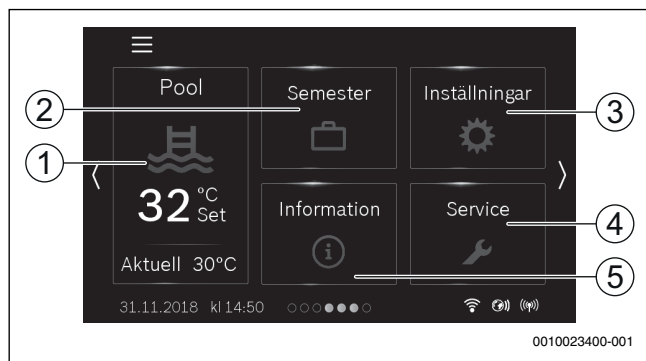 Pool
Semester
Inställningar
2
3
1
32 °C
Set
Information
Service
4
Aktuell 30°C
5
31.11.2018 kl 14:50
0010023400-001